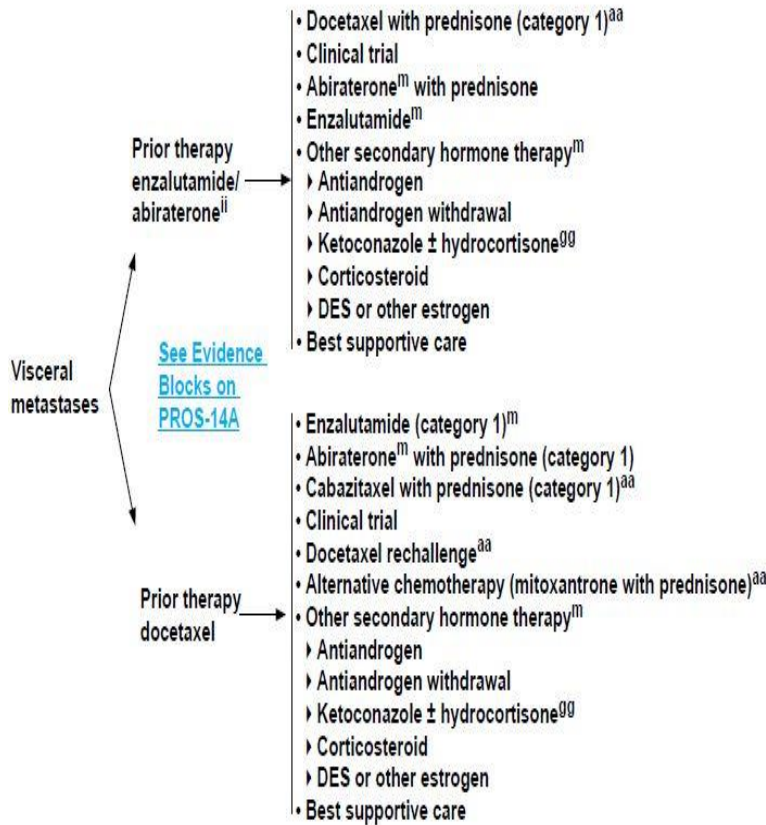 • Docetaxel with prednisone (category 1)aa
• Clinical trial
• Abirateronem with prednisone
• Enzalutamidem
Prior therapy
enzalutamide/
abirateroneii
• Other secondary hormone therapym
▸ Antiandrogen
▸ Antiandrogen withdrawal
▸ Ketoconazole ± hydrocortisonegg
▸ Corticosteroid
▸ DES or other estrogen
• Best supportive care
Visceral
metastases
See Evidence
Blocks on
PROS-14A
• Enzalutamide (category 1)m
• Abirateronem with prednisone (category 1)
• Cabazitaxel with prednisone (category 1)aa
• Clinical trial
• Docetaxel rechallengeaa
• Alternative chemotherapy (mitoxantrone with prednisone)aa
Prior therapy
docetaxel
• Other secondary hormone therapym
▸ Antiandrogen
▸ Antiandrogen withdrawal
▸ Ketoconazole ± hydrocortisonegg
▸ Corticosteroid
▸ DES or other estrogen
• Best supportive care